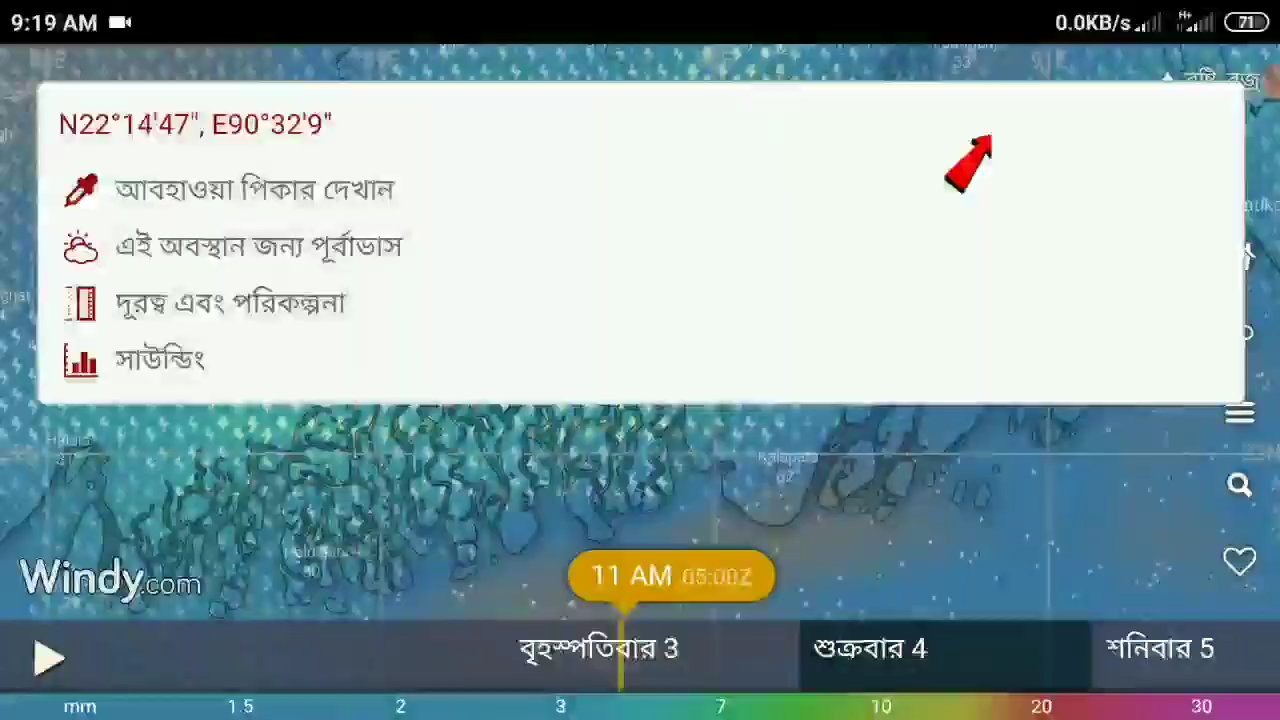 9:19 AM
0.0KB/s H+ 71
বৃষ্টি, বজ্র
N22°14'47", E90°32'9"
আবহাওয়া পিকার দেখান
এই অবস্থান জন্য পূর্বাভাস
দূরত্ব এবং পরিকল্পনা
সাউন্ডিং
Windy.com
11 AM 05:00Z
বৃহস্পতিবার 3
শুক্রবার 4
শনিবার 5
mm 1.5 2 3 7 10 20 30